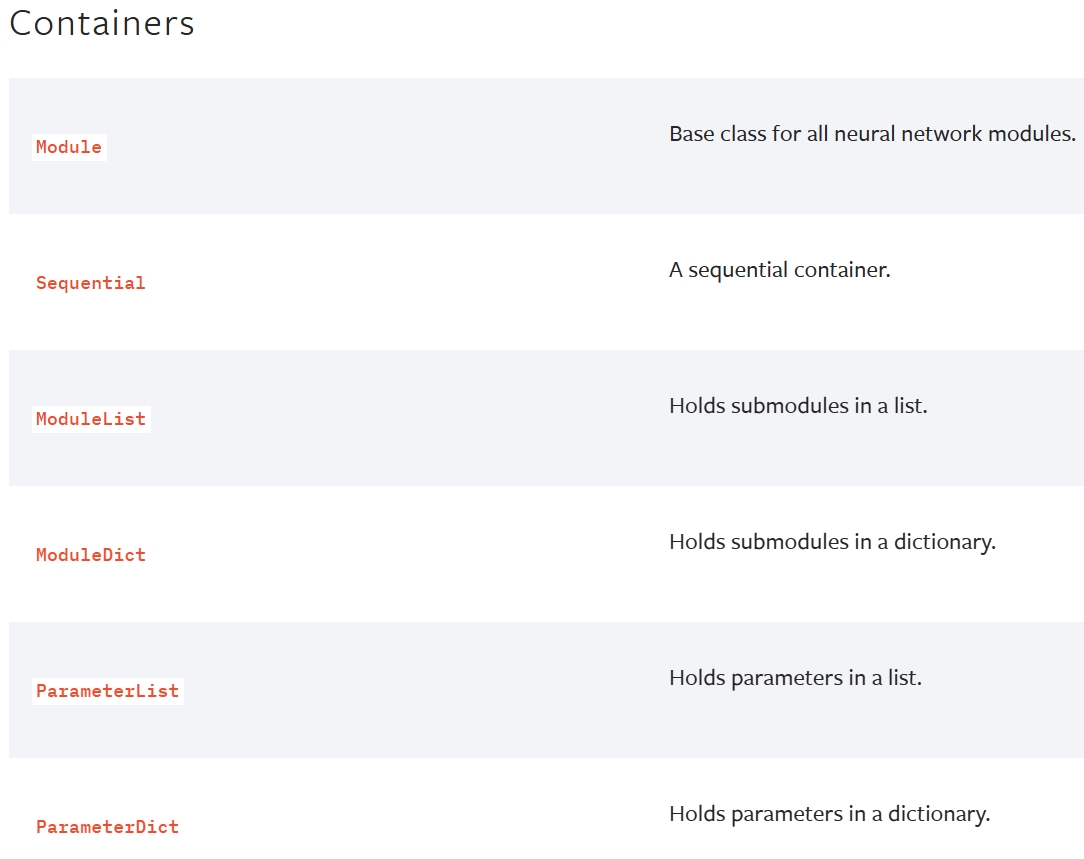 Containers
Module
Base class for all neural network modules.
Sequential
A sequential container.
ModuleList
Holds submodules in a list.
ModuleDict
Holds submodules in a dictionary.
ParameterList
Holds parameters in a list.
ParameterDict
Holds parameters in a dictionary.